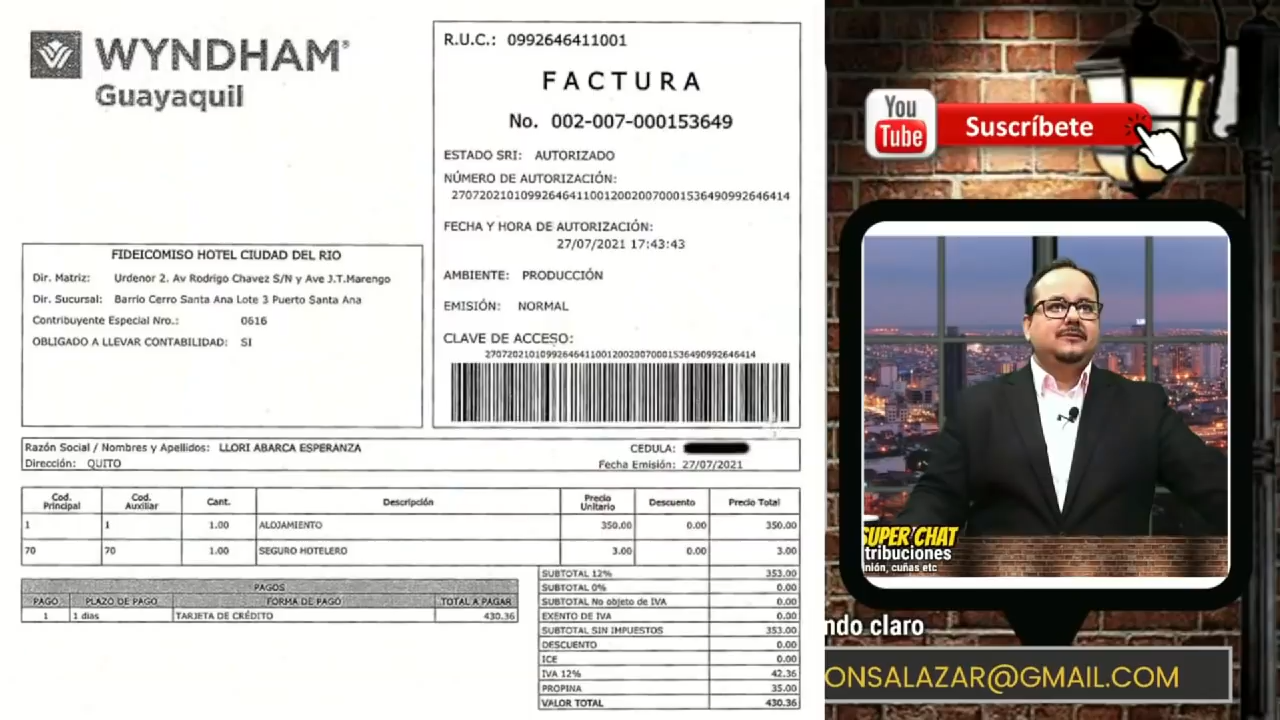 WYNDHAM®
Guayaquil
R.U.C.: 0992646411001
FACTURA
No. 002-007-000153649
ESTADO SRI: AUTORIZADO
NÚMERO DE AUTORIZACIÓN:
2707202101099264641100120020070001536490992646414
FECHA Y HORA DE AUTORIZACIÓN:
27/07/2021 17:43:43
AMBIENTE: PRODUCCIÓN
EMISIÓN: NORMAL
CLAVE DE ACCESO:
2707202101099264641100120020070001536490992646414
FIDEICOMISO HOTEL CIUDAD DEL RIO
Dir. Matriz: Urdenor 2. Av Rodrigo Chavez S/N y Ave J.T.Marengo
Dir. Sucursal: Barrio Cerro Santa Ana Lote 3 Puerto Santa Ana
Contribuyente Especial Nro.: 0616
OBLIGADO A LLEVAR CONTABILIDAD: SI
Razón Social / Nombres y Apellidos: LLORI ABARCA ESPERANZA CEDULA:
Dirección: QUITO Fecha Emisión: 27/07/2021
Cod. Principal Cod. Auxiliar Cant. Descripción Precio Unitario Descuento Precio Total
1 1 1.00 ALOJAMIENTO 350.00 0.00 350.00
70 70 1.00 SEGURO HOTELERO 3.00 0.00 3.00
PAGOS
PAGO PLAZO DE PAGO FORMA DE PAGO TOTAL A PAGAR
1 1 dias TARJETA DE CRÉDITO 430.36
SUBTOTAL 12% 353.00
SUBTOTAL 0% 0.00
SUBTOTAL No objeto de IVA 0.00
EXENTO DE IVA 0.00
SUBTOTAL SIN IMPUESTOS 353.00
DESCUENTO 0.00
ICE 0.00
IVA 12% 42.36
PROPINA 35.00
VALOR TOTAL 430.36
You
Tube
Suscríbete
SUPER CHAT
tribuciones
nión, cuñas etc
ndo claro
ONSALAZAR@GMAIL.COM